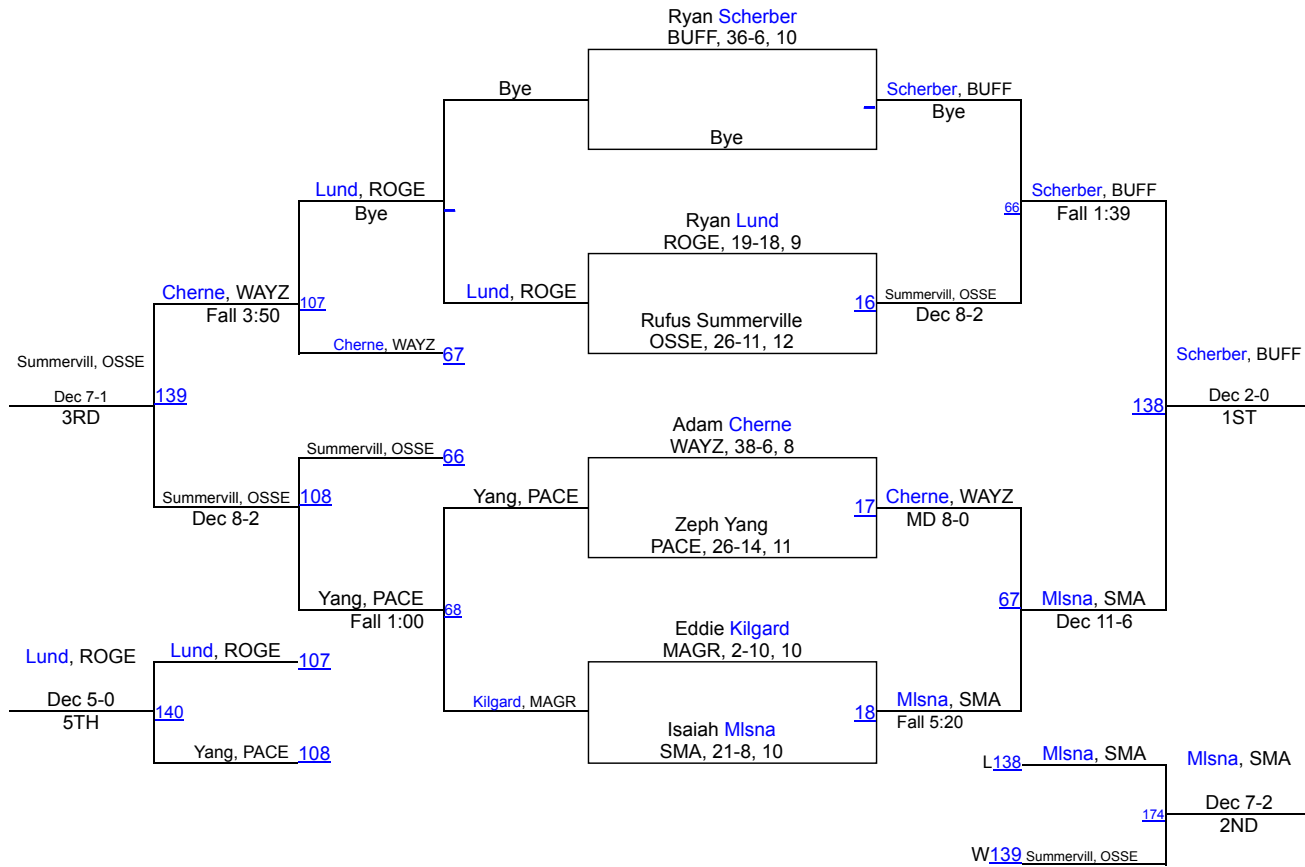 Ryan Scherber
BUFF, 36-6, 10
Bye
Scherber, BUFF
Bye
Bye
Lund, ROGE
Bye
Scherber, BUFF
66
Fall 1:39
Ryan Lund
ROGE, 19-18, 9
Cherne, WAYZ
107
Fall 3:50
Lund, ROGE
16
Summervill, OSSE
Dec 8-2
Rufus Summerville
OSSE, 26-11, 12
Cherne, WAYZ
67
Summervill, OSSE
Dec 7-1
139
3RD
Scherber, BUFF
138
Dec 2-0
1ST
Adam Cherne
WAYZ, 38-6, 8
Summervill, OSSE
66
Summervill, OSSE
108
Dec 8-2
Yang, PACE
17
Cherne, WAYZ
MD 8-0
Zeph Yang
PACE, 26-14, 11
Yang, PACE
68
Fall 1:00
67
Mlsna, SMA
Dec 11-6
Eddie Kilgard
MAGR, 2-10, 10
Lund, ROGE
Lund, ROGE
107
Dec 5-0
140
5TH
Kilgard, MAGR
18
Mlsna, SMA
Fall 5:20
Isaiah Mlsna
SMA, 21-8, 10
Yang, PACE
108
L138
Mlsna, SMA
Mlsna, SMA
174
Dec 7-2
2ND
W139
Summervill, OSSE